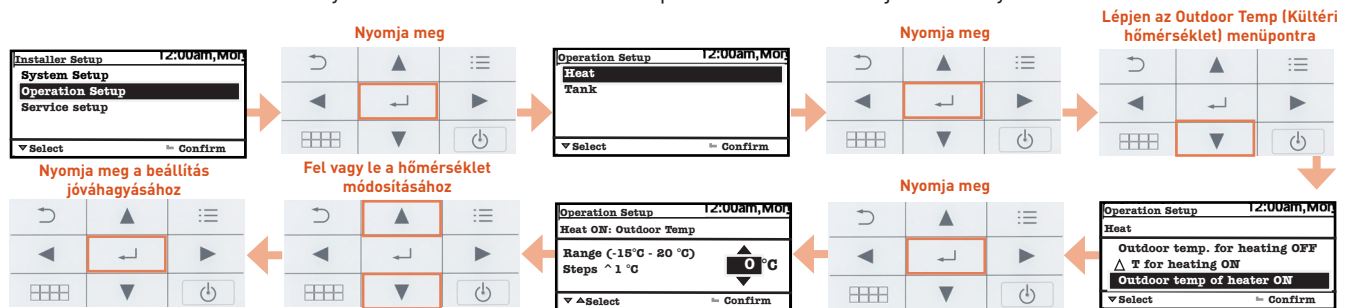 Installer Setup 12:00am,Mon
System Setup
Operation Setup
Service setup
▼Select Confirm
Nyomja meg
Operation Setup 12:00am,Mon
Heat
Tank
▼Select Confirm
Nyomja meg
Lépjen az Outdoor Temp (Kültéri
hőmérséklet) menüpontra
Operation Setup 12:00am,Mon
Heat
Outdoor temp. for heating OFF
△ T for heating ON
Outdoor temp of heater ON
▼Select Confirm
Nyomja meg
Operation Setup 12:00am,Mon
Heat ON: Outdoor Temp
Range (-15°C - 20 °C)
Steps ^1 °C
0 °C
▼ ▲Select Confirm
Fel vagy le a hőmérséklet
módosításához
Nyomja meg a beállítás
jóváhagyásához